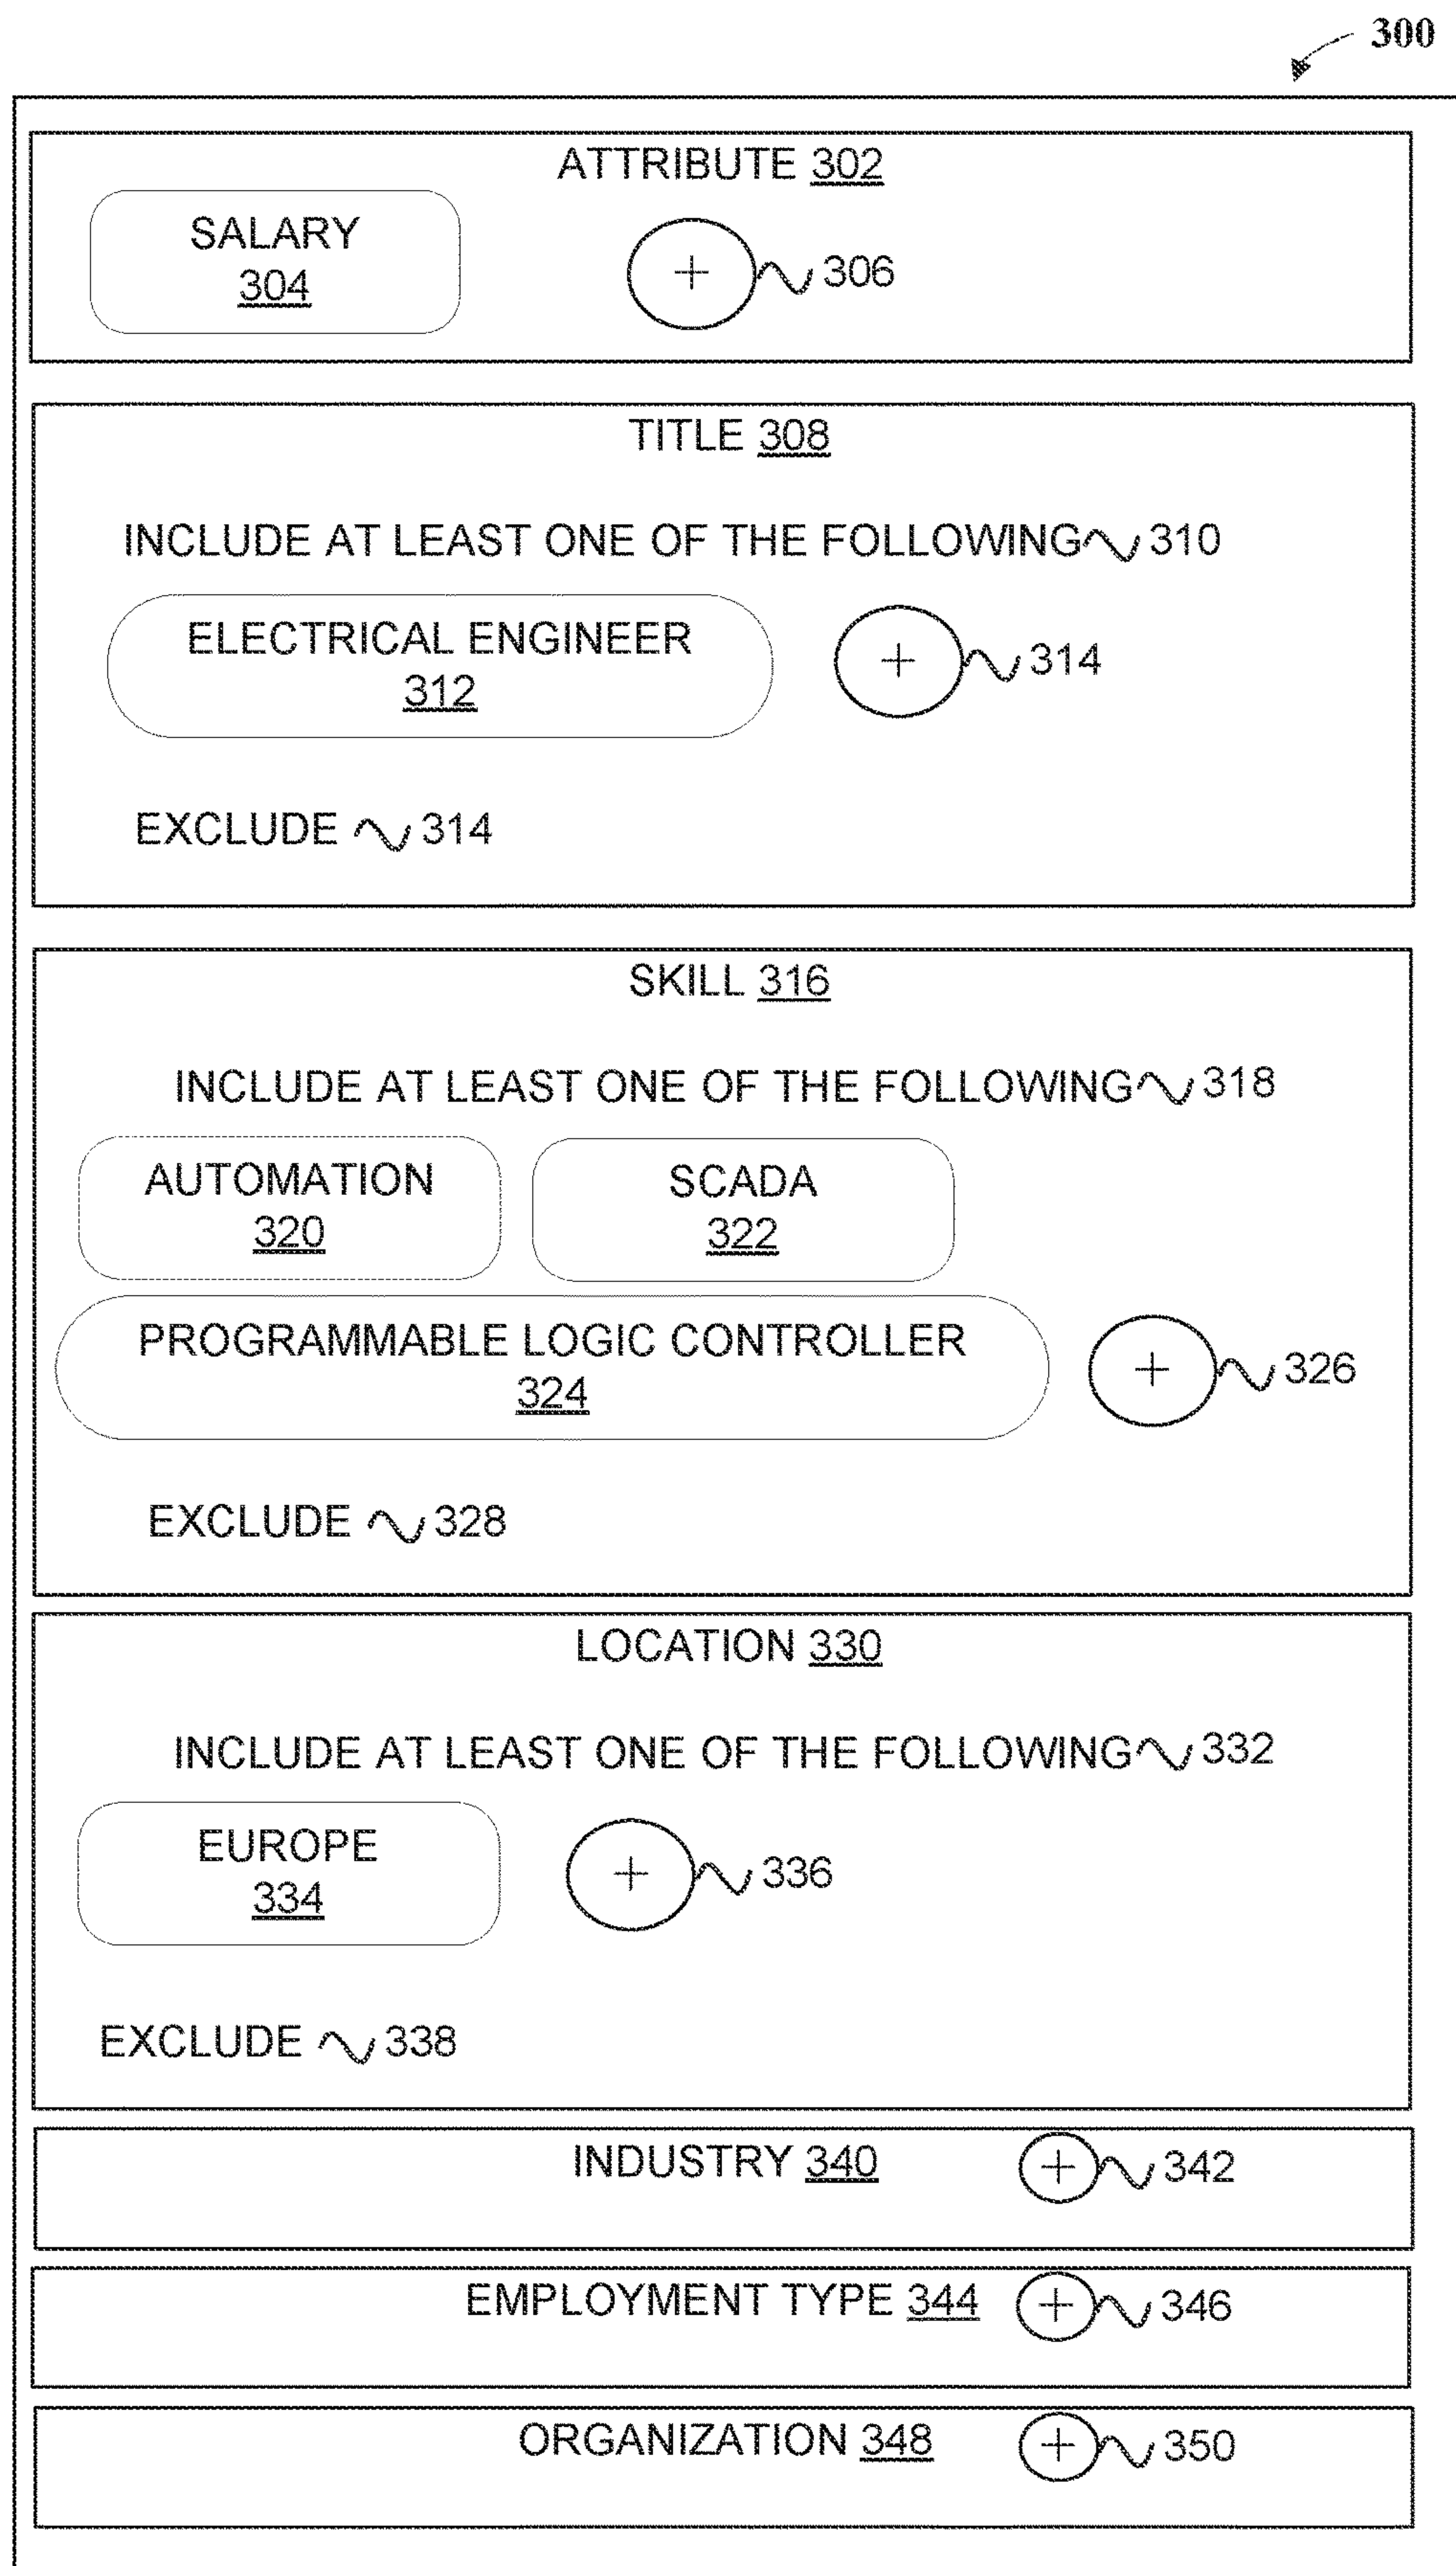 300
ATTRIBUTE 302
SALARY
304
+ 306
TITLE 308
INCLUDE AT LEAST ONE OF THE FOLLOWING 310
ELECTRICAL ENGINEER
312
+ 314
EXCLUDE 314
SKILL 316
INCLUDE AT LEAST ONE OF THE FOLLOWING 318
AUTOMATION
320
SCADA
322
PROGRAMMABLE LOGIC CONTROLLER
324
+ 326
EXCLUDE 328
LOCATION 330
INCLUDE AT LEAST ONE OF THE FOLLOWING 332
EUROPE
334
+ 336
EXCLUDE 338
INDUSTRY 340 + 342
EMPLOYMENT TYPE 344 + 346
ORGANIZATION 348 + 350